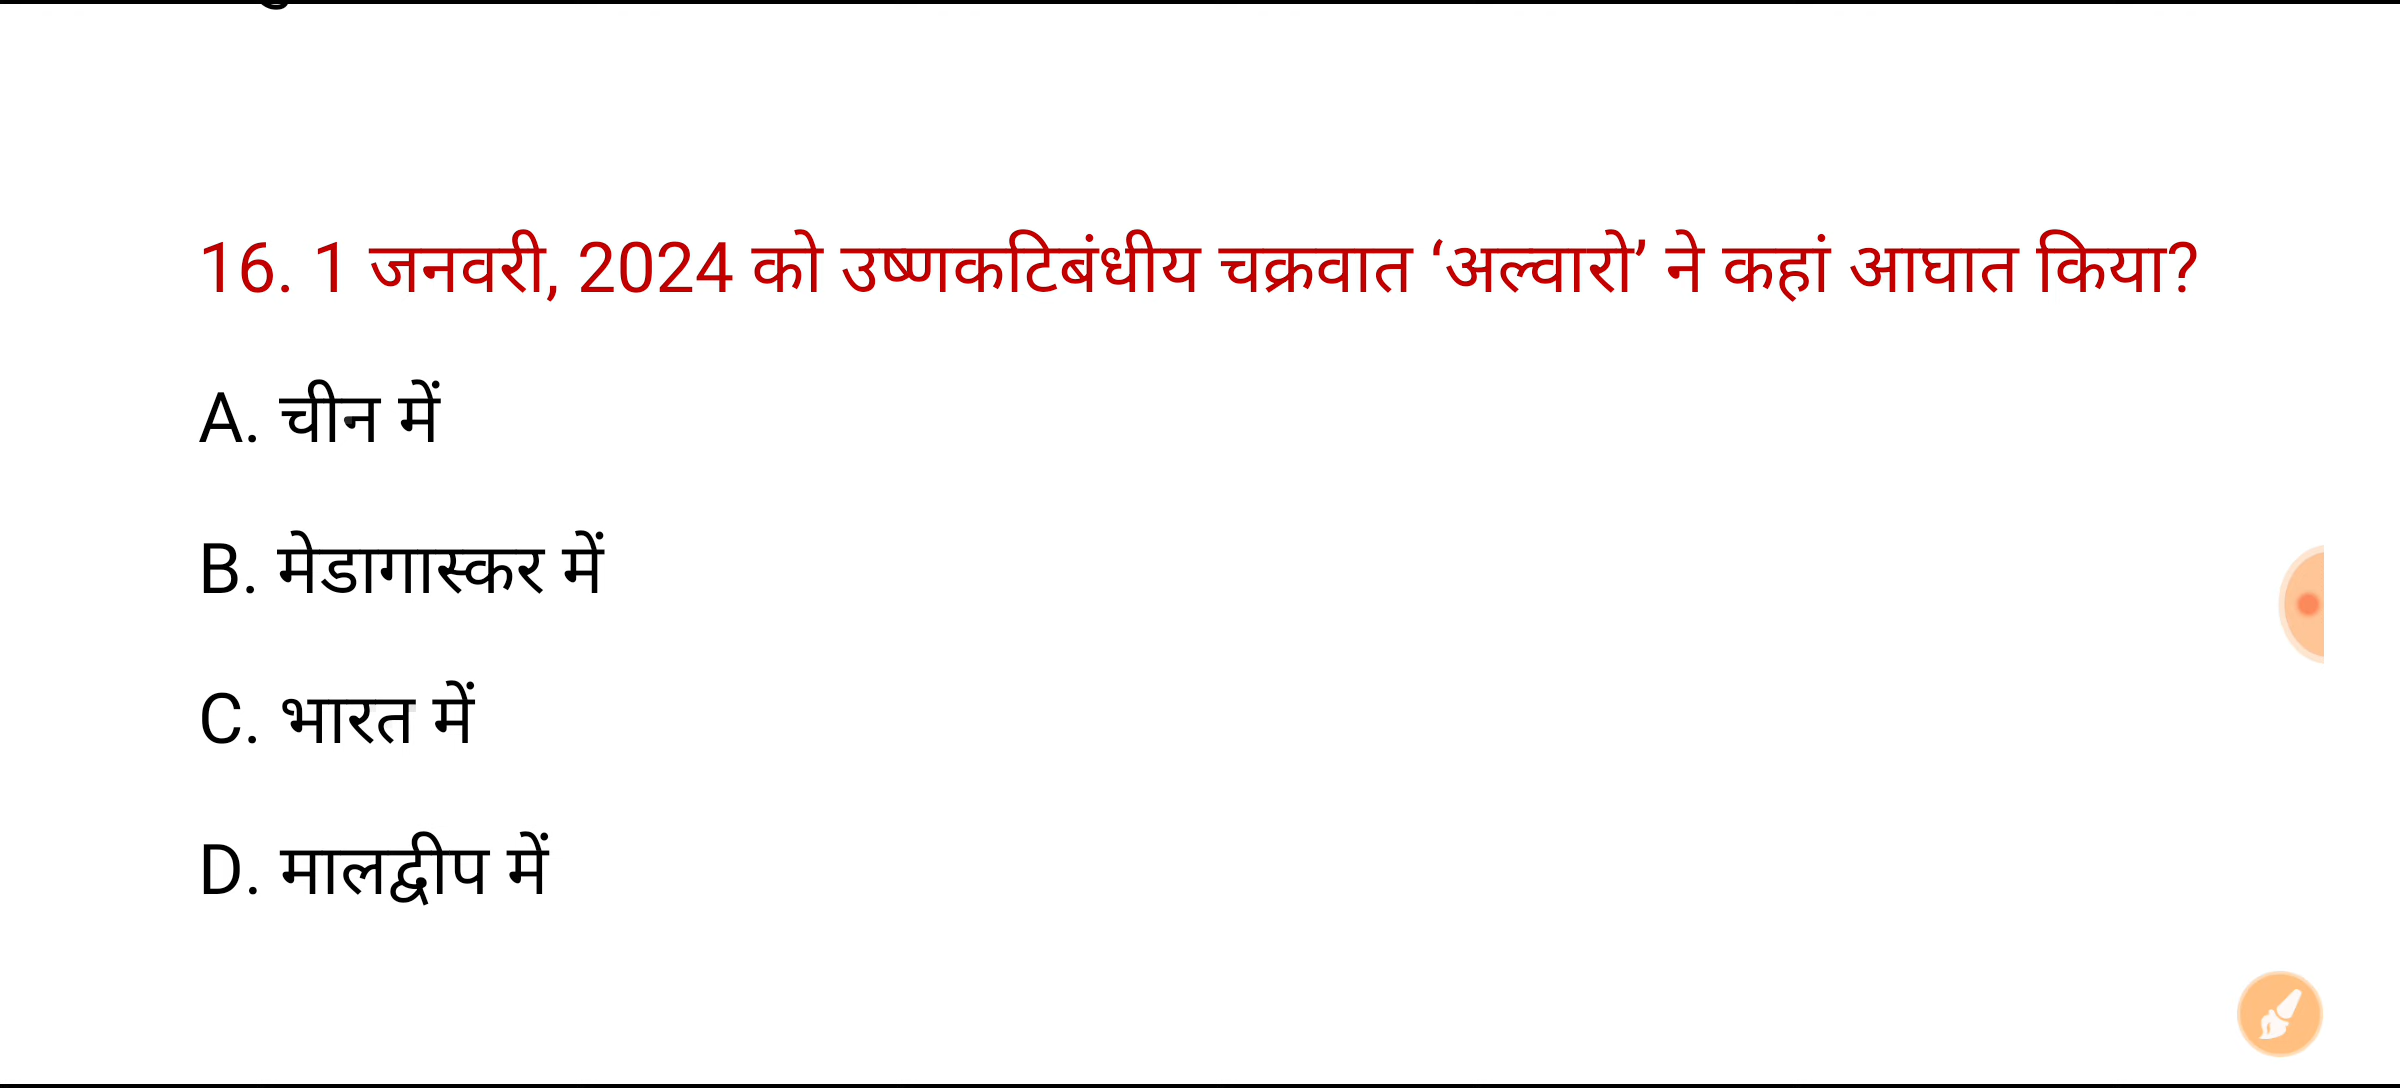 16. 1 जनवरी, 2024 को उष्णकटिबंधीय चक्रवात ‘अल्वारो’ ने कहां आघात किया?
A. चीन में
B. मेडागास्कर में
C. भारत में
D. मालद्वीप में